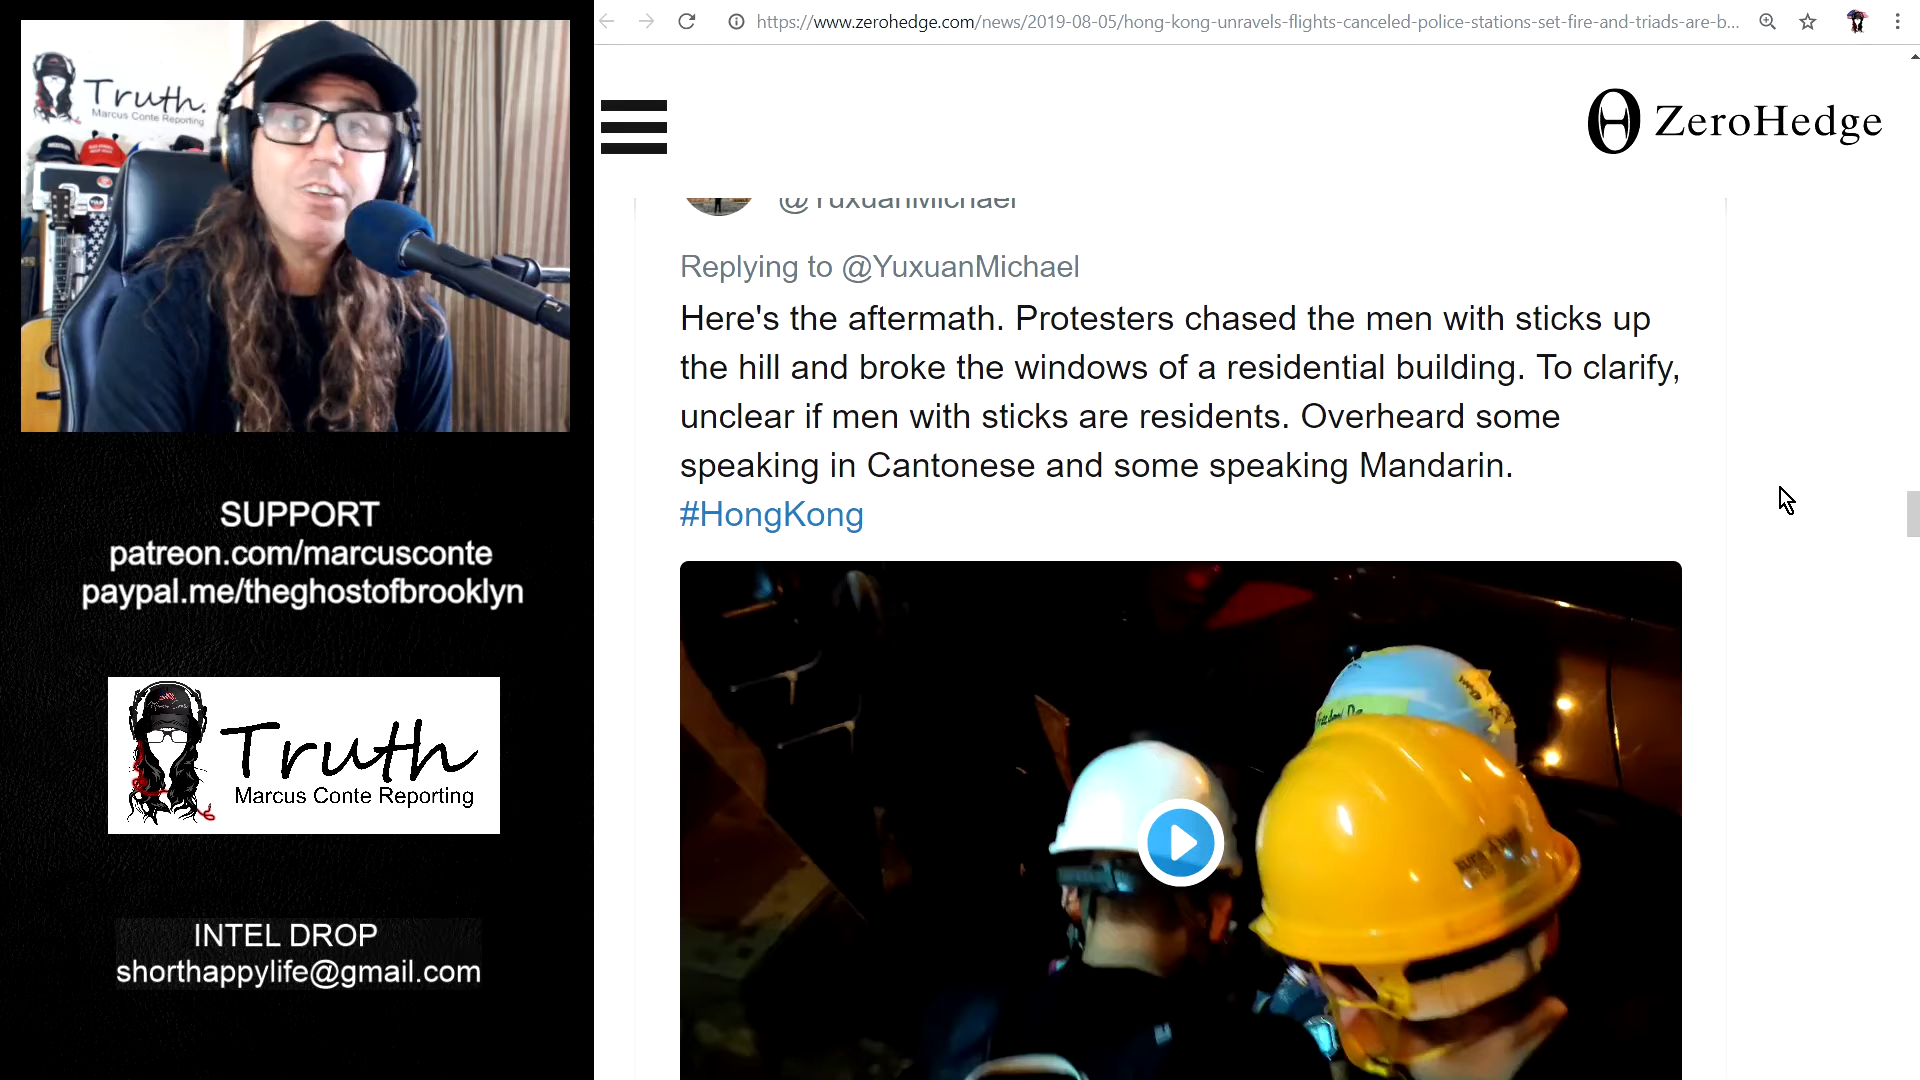 Truth.
Marcus Conte Reporting
SUPPORT
patreon.com/marcusconte
paypal.me/theghostofbrooklyn
Truth
Marcus Conte Reporting
INTEL DROP
shorthappylife@gmail.com
https://www.zerohedge.com/news/2019-08-05/hong-kong-unravels-flights-canceled-police-stations-set-fire-and-triads-are-b...
ZeroHedge
@YuxuanMichael
Replying to @YuxuanMichael
Here's the aftermath. Protesters chased the men with sticks up
the hill and broke the windows of a residential building. To clarify,
unclear if men with sticks are residents. Overheard some
speaking in Cantonese and some speaking Mandarin.
#HongKong